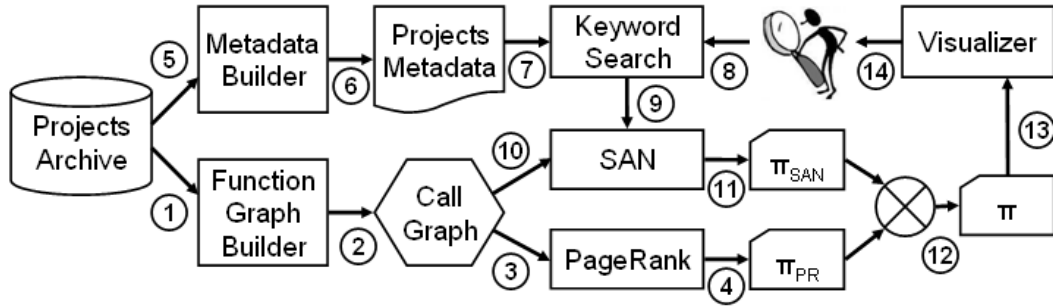 Projects
Archive
5
1
Metadata
Builder
6
Projects
Metadata
7
Keyword
Search
8
14
Visualizer
9
13
Function
Graph
Builder
2
Call
Graph
10
3
SAN
11
πSAN
PageRank
4
πPR
12
π